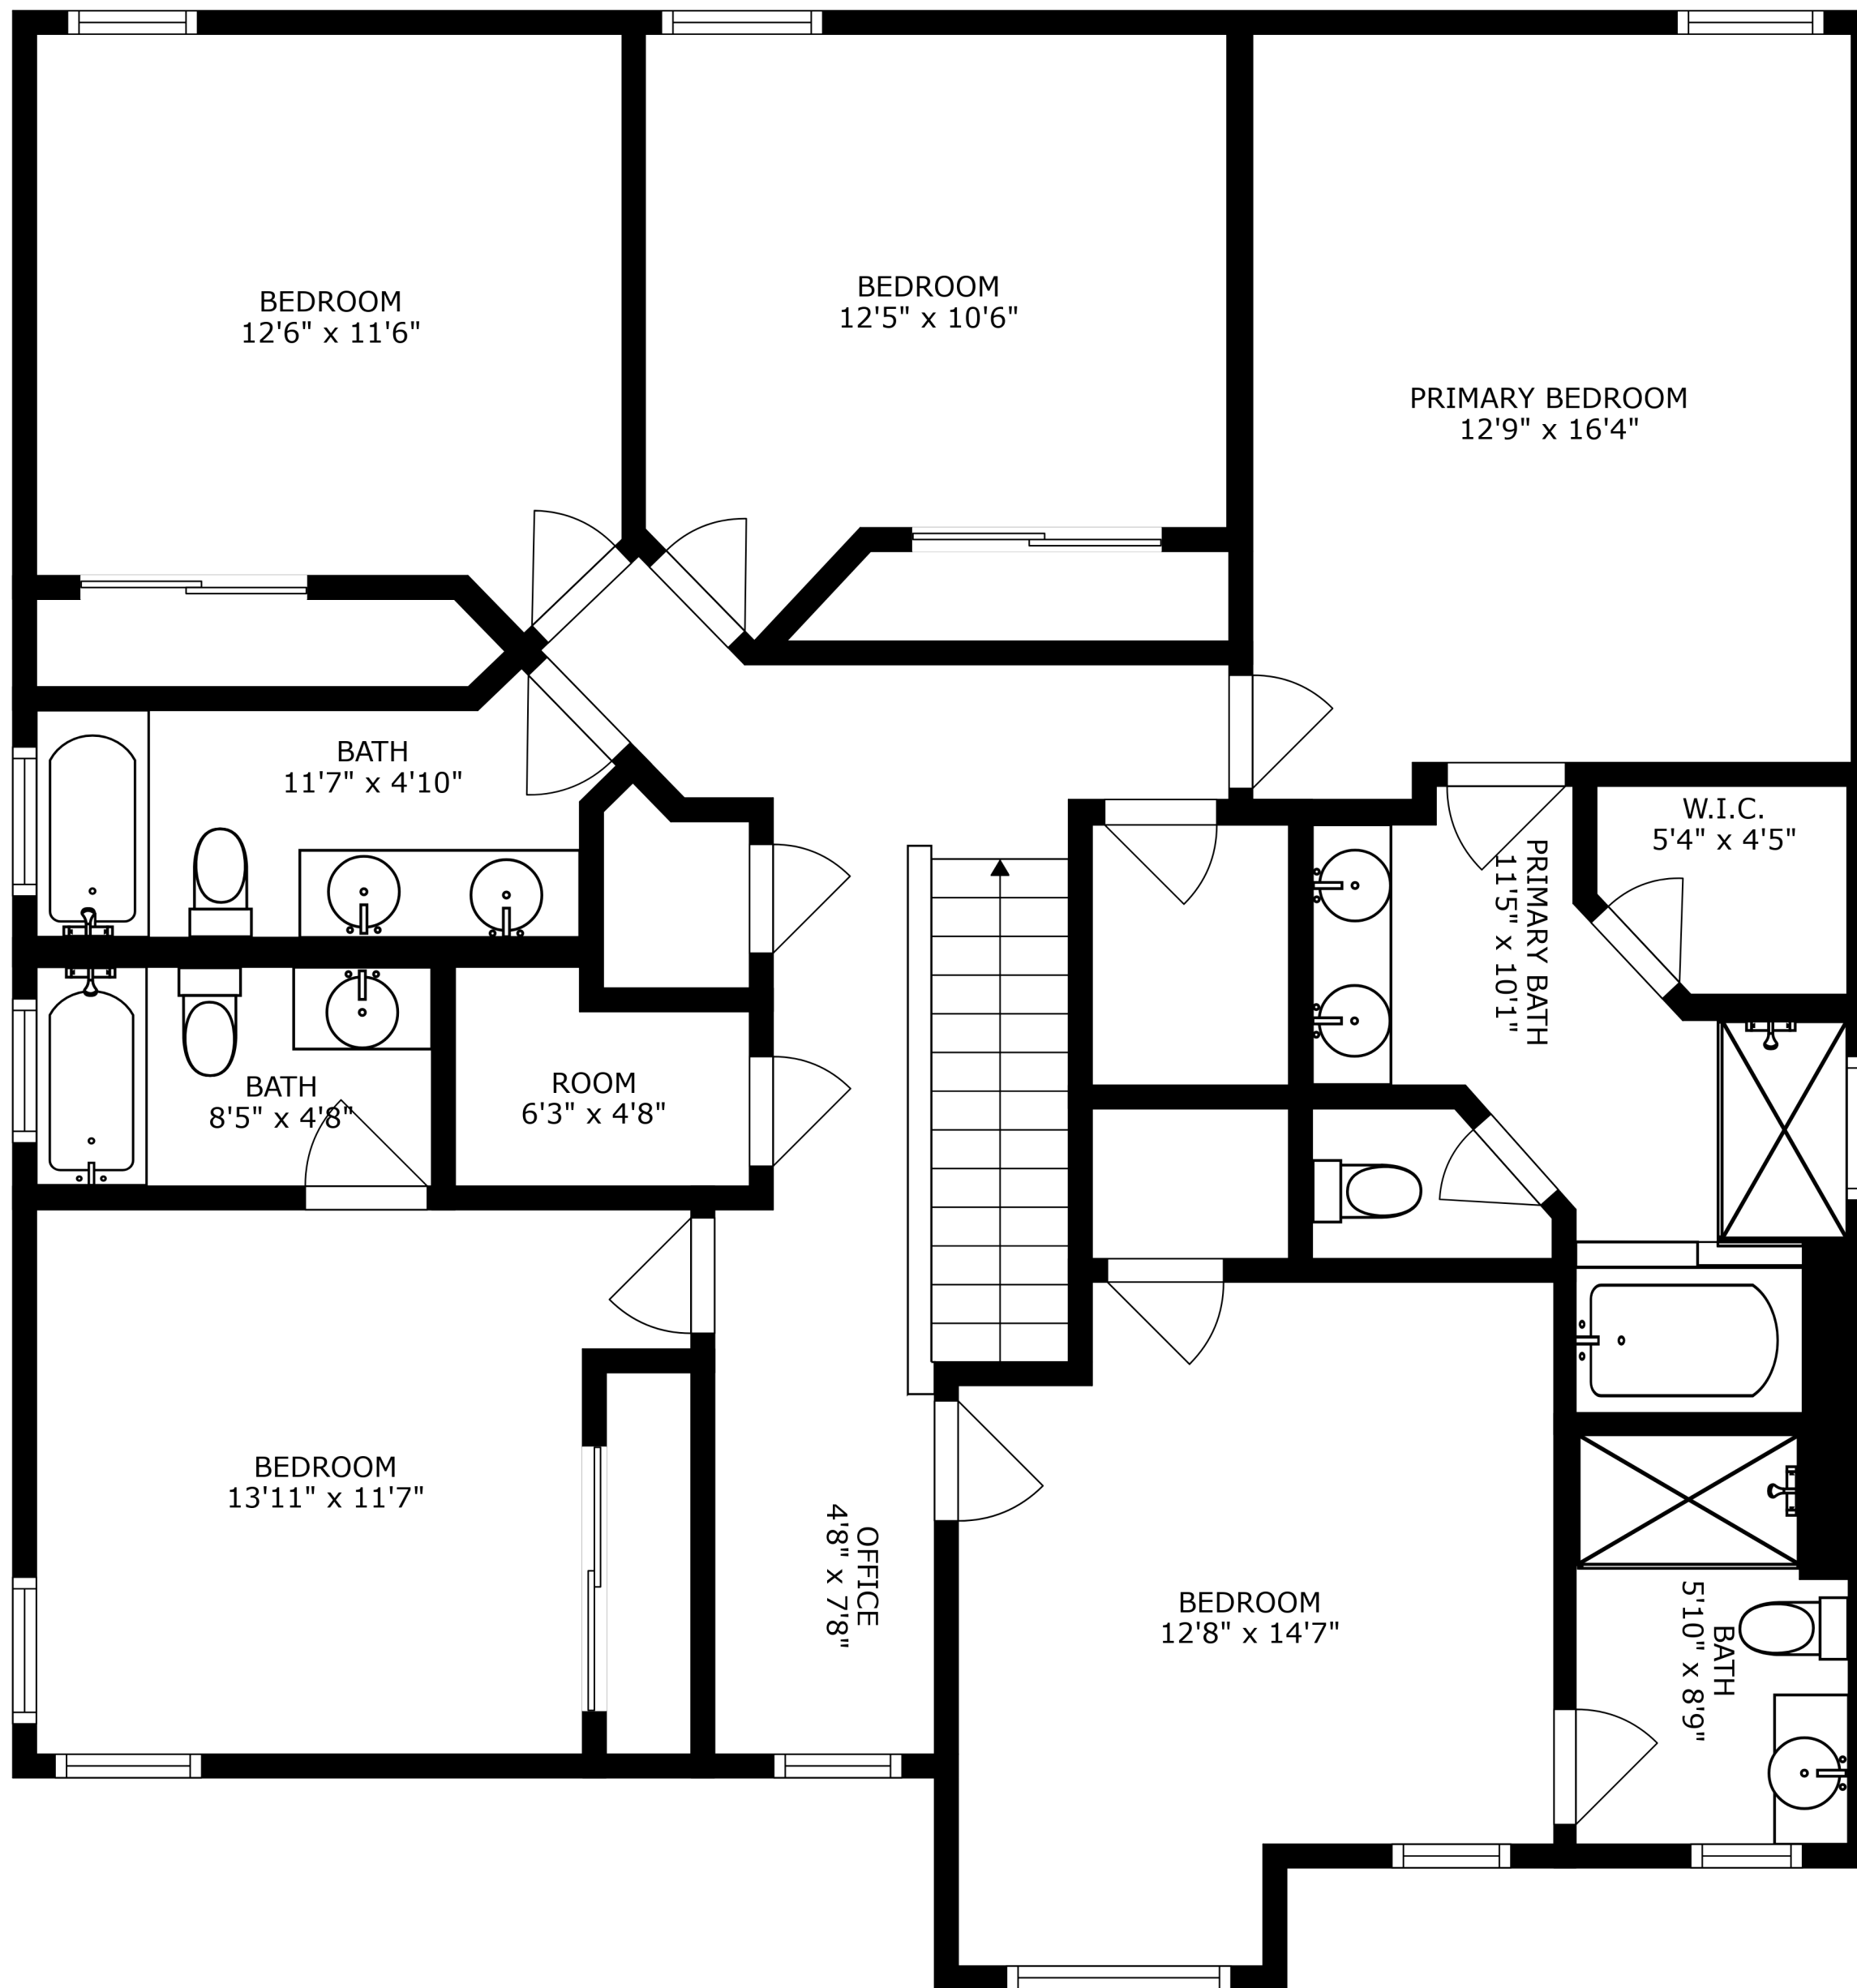 BEDROOM
12'6" x 11'6"
BEDROOM
12'5" x 10'6"
PRIMARY BEDROOM
12'9" x 16'4"
BATH
11'7" x 4'10"
W.I.C.
5'4" x 4'5"
PRIMARY BATH
11'5" x 10'1"
BATH
8'5" x 4'8"
ROOM
6'3" x 4'8"
BEDROOM
13'11" x 11'7"
OFFICE
4'8" x 7'8"
BEDROOM
12'8" x 14'7"
BATH
5'10" x 8'9"